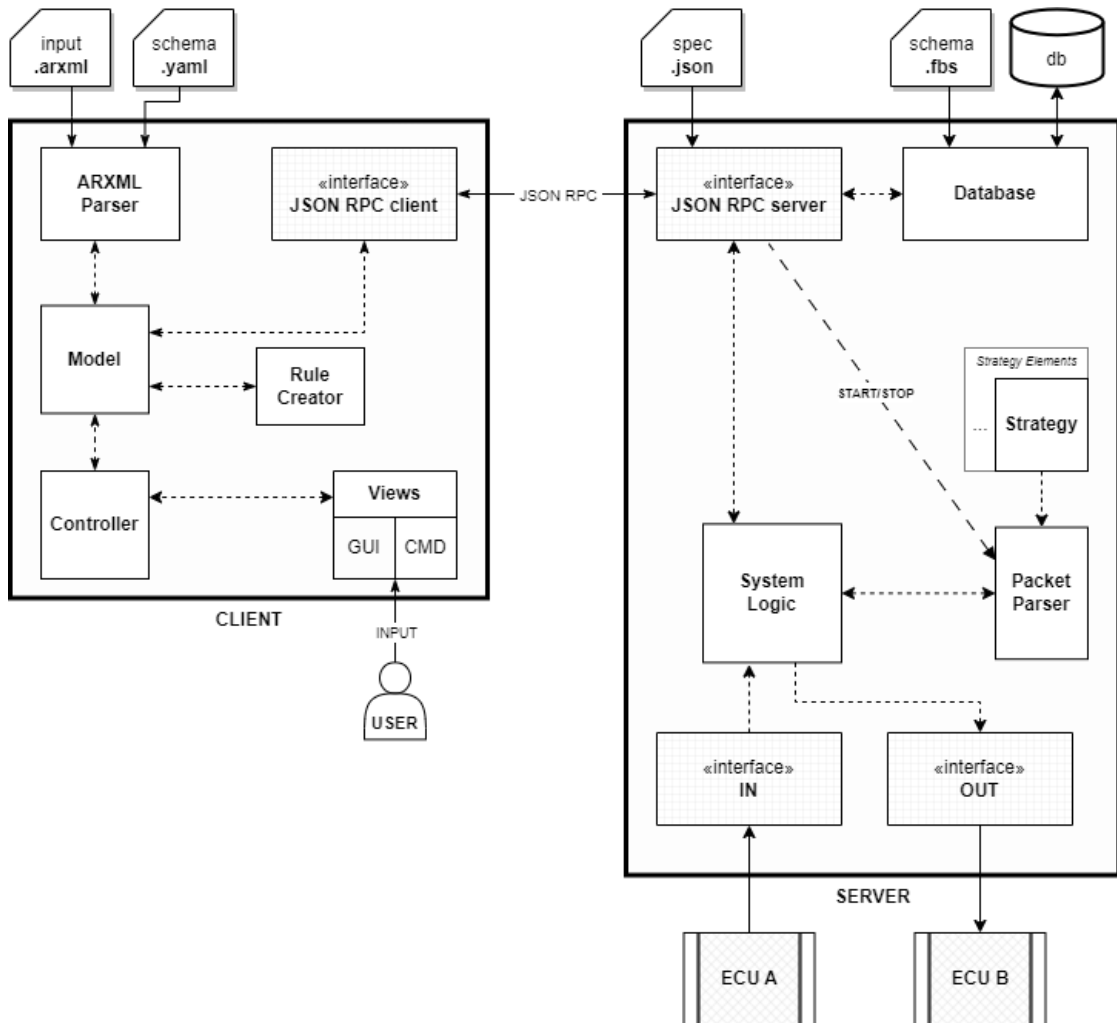 input
.arxml
schema
.yaml
spec
.json
schema
.fbs
db
ARXML
Parser
«interface»
JSON RPC client
JSON RPC
«interface»
JSON RPC server
Database
Model
Rule
Creator
Strategy Elements
...
Strategy
START/STOP
Controller
Views
GUI
CMD
System
Logic
Packet
Parser
CLIENT
INPUT
USER
«interface»
IN
«interface»
OUT
SERVER
ECU A
ECU B